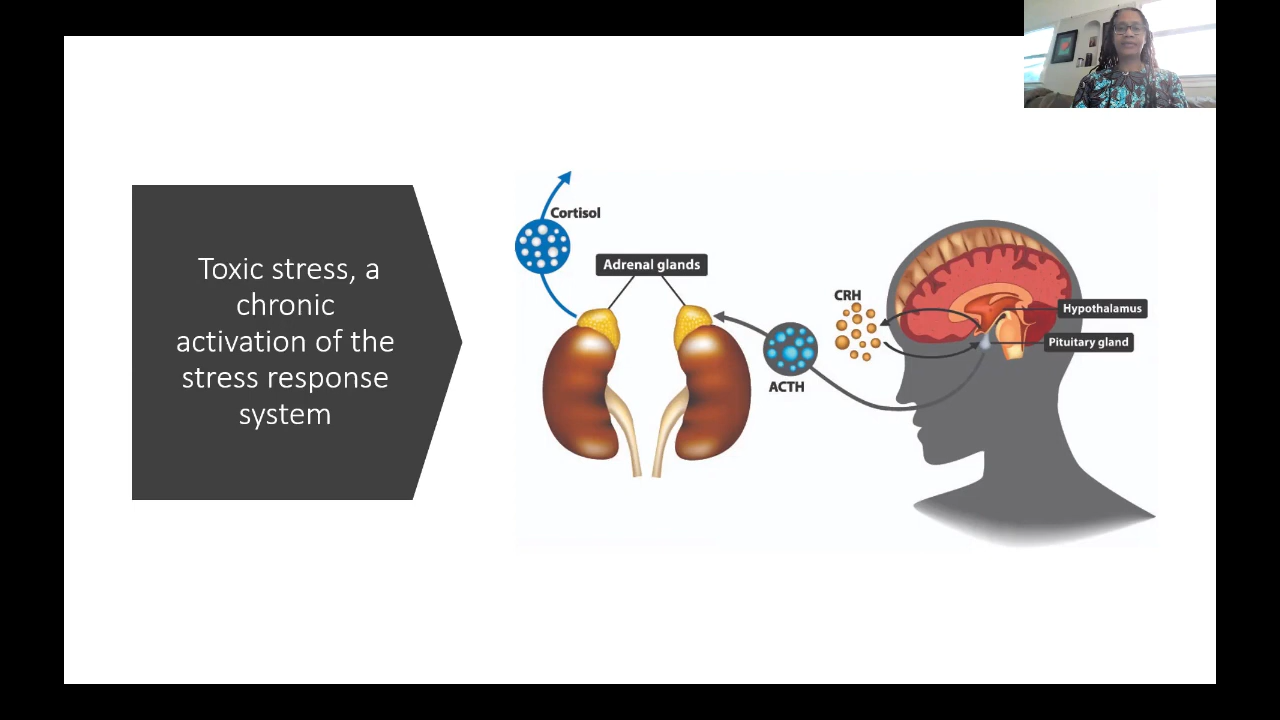 Toxic stress, a
chronic
activation of the
stress response
system
Cortisol
Adrenal glands
CRH
Hypothalamus
Pituitary gland
ACTH